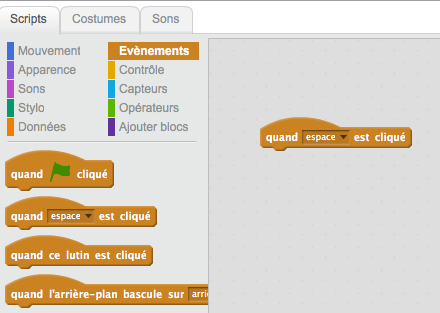 Scripts Costumes Sons
Mouvement Evènements
Apparence Contrôle
Sons Capteurs
Stylo Opérateurs
Données Ajouter blocs
quand cliqué
quand espace est cliqué
quand ce lutin est cliqué
quand l'arrière-plan bascule sur arri
quand espace est cliqué